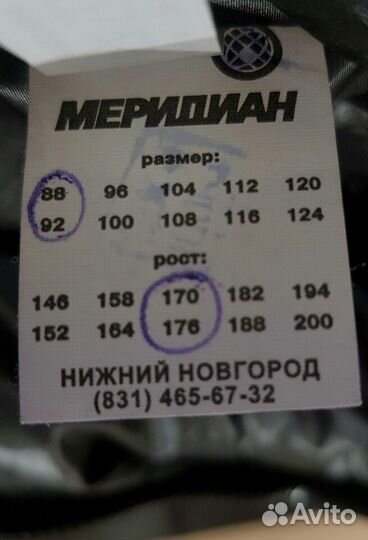 МЕРИДИАН
размер:
88 96 104 112 120
92 100 108 116 124
рост:
146 158 170 182 194
152 164 176 188 200
НИЖНИЙ НОВГОРОД
(831) 465-67-32
Avito